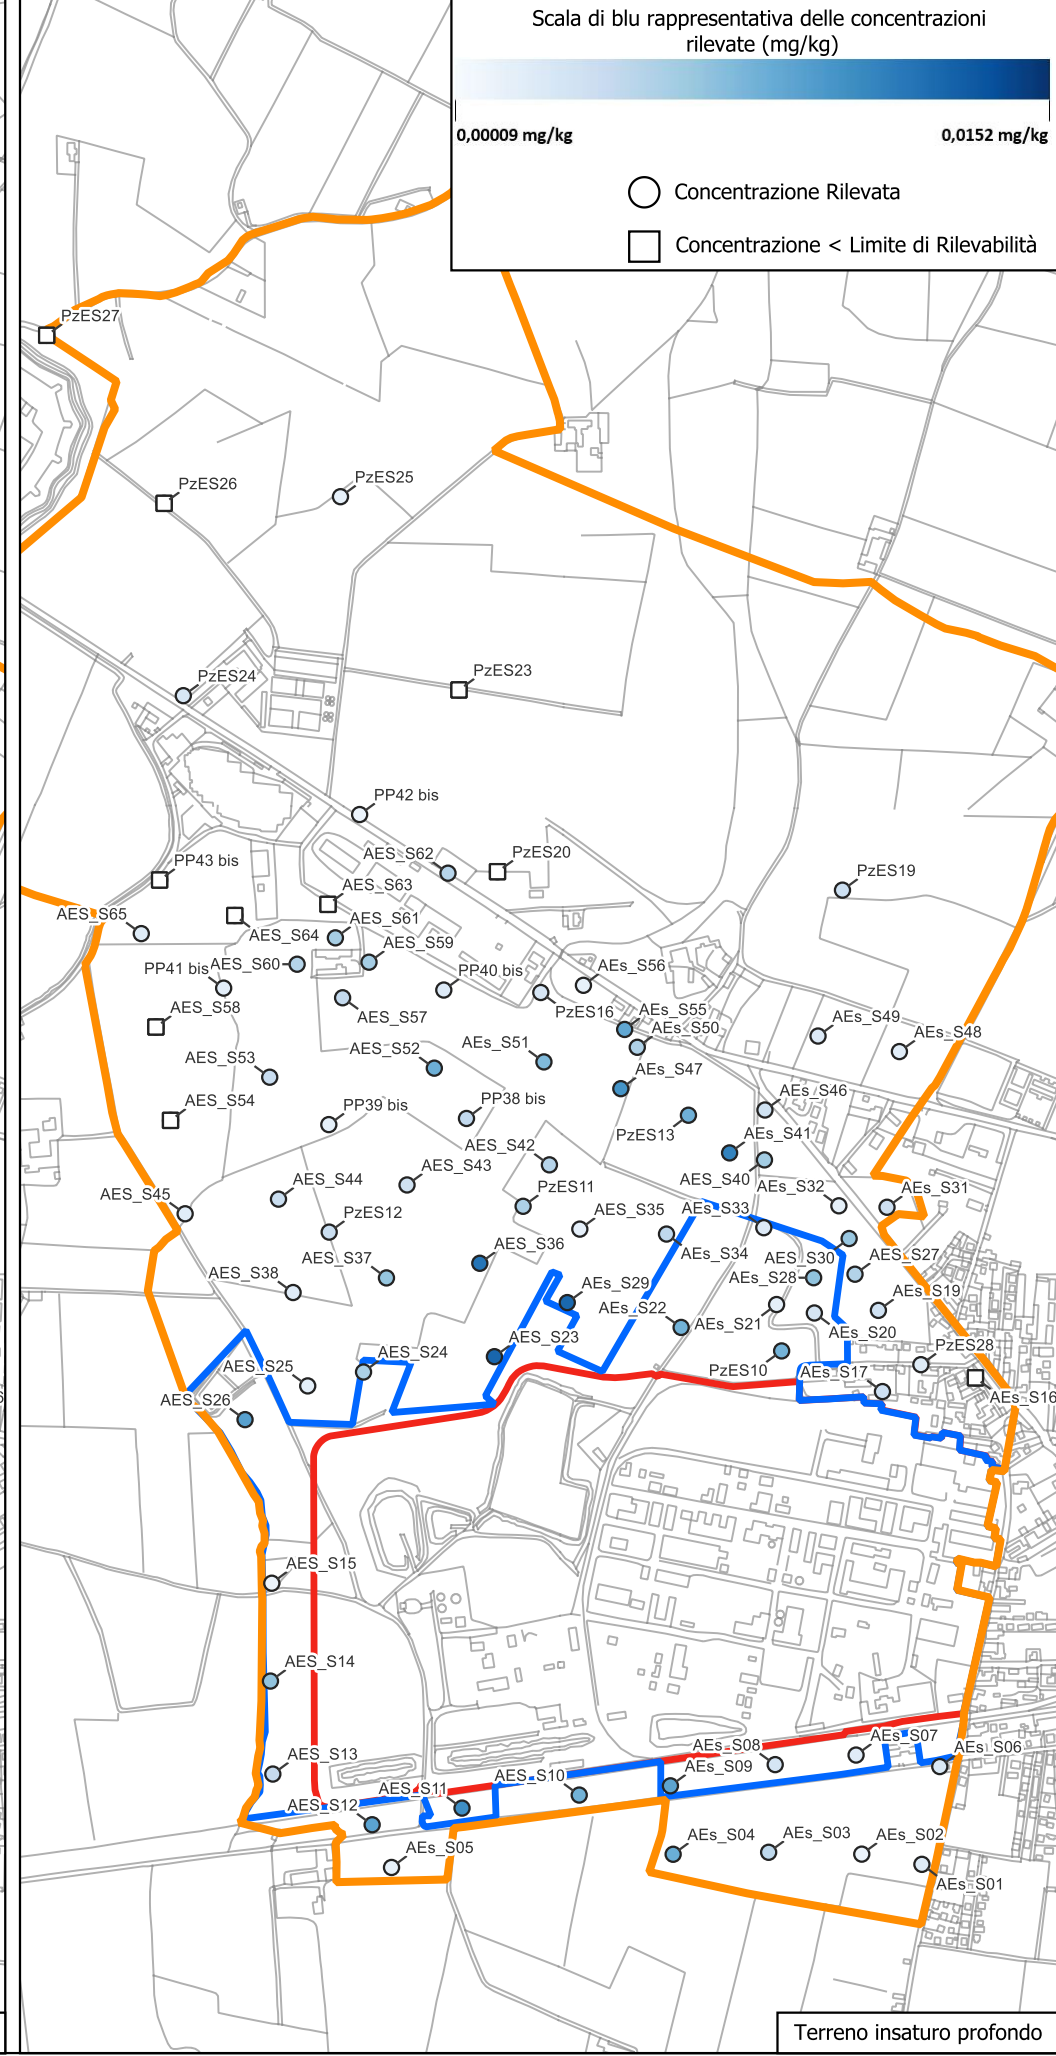 Scala di blu rappresentativa delle concentrazioni
rilevate (mg/kg)
0,00009 mg/kg
0,0152 mg/kg
Concentrazione Rilevata
Concentrazione < Limite di Rilevabilità
PzES27
PzES26
PzES25
PzES24
PzES23
PP42 bis
AES_S62
PzES20
PP43 bis
PzES19
AES_S63
AES_S65
AES_S61
AES_S64
AES_S59
PP41 bis
AES_S60
PP40 bis
AEs_S56
AES_S58
AES_S57
PzES16
AEs_S55
AEs_S50
AEs_S49
AEs_S48
AES_S53
AES_S52
AEs_S51
AEs_S47
AEs_S46
AES_S54
PP39 bis
PP38 bis
PzES13
AEs_S41
AES_S42
AES_S40
AES_S45
AES_S44
AES_S43
PzES11
AEs_S32
AEs_S31
PzES12
AES_S35
AEs_S33
AES_S36
AEs_S34
AES_S30
AES_S27
AES_S38
AES_S37
AEs_S29
AEs_S28
AEs_S19
AEs_S22
AEs_S21
AEs_S20
AES_S23
AES_S24
PzES28
AES_S25
PzES10
AEs_S17
AES_S26
AEs_S16
AES_S15
AES_S14
AES_S13
AEs_S08
AEs_S07
AEs_S06
AES_S11
AES_S10
AEs_S09
AES_S12
AEs_S05
AEs_S04
AEs_S03
AEs_S02
AEs_S01
Terreno insaturo profondo